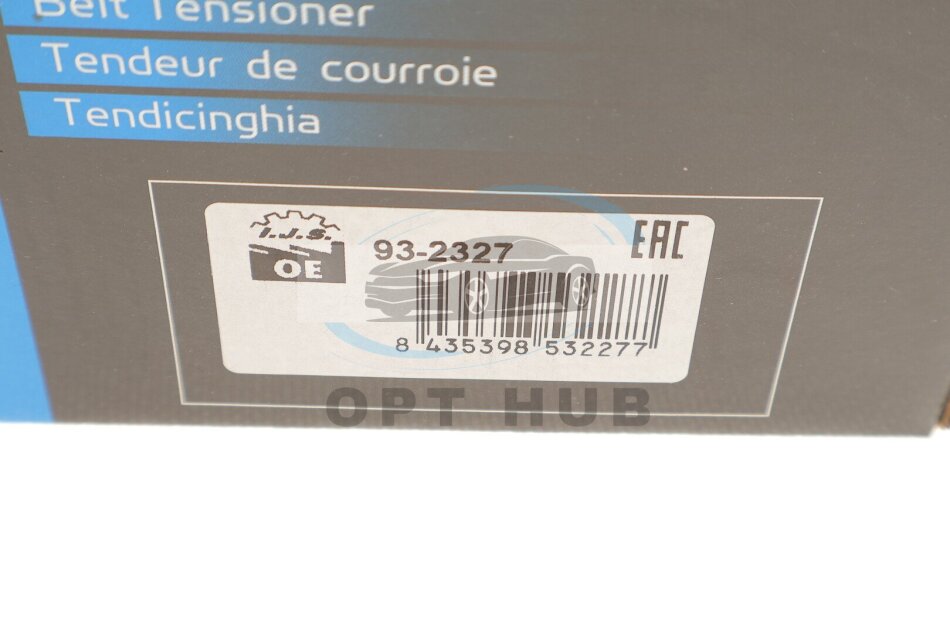 Belt Tensioner
Tendeur de courroie
Tendicinghia
I.J.S.
OE
93-2327
EAC
8 435398 532277
OPT HUB